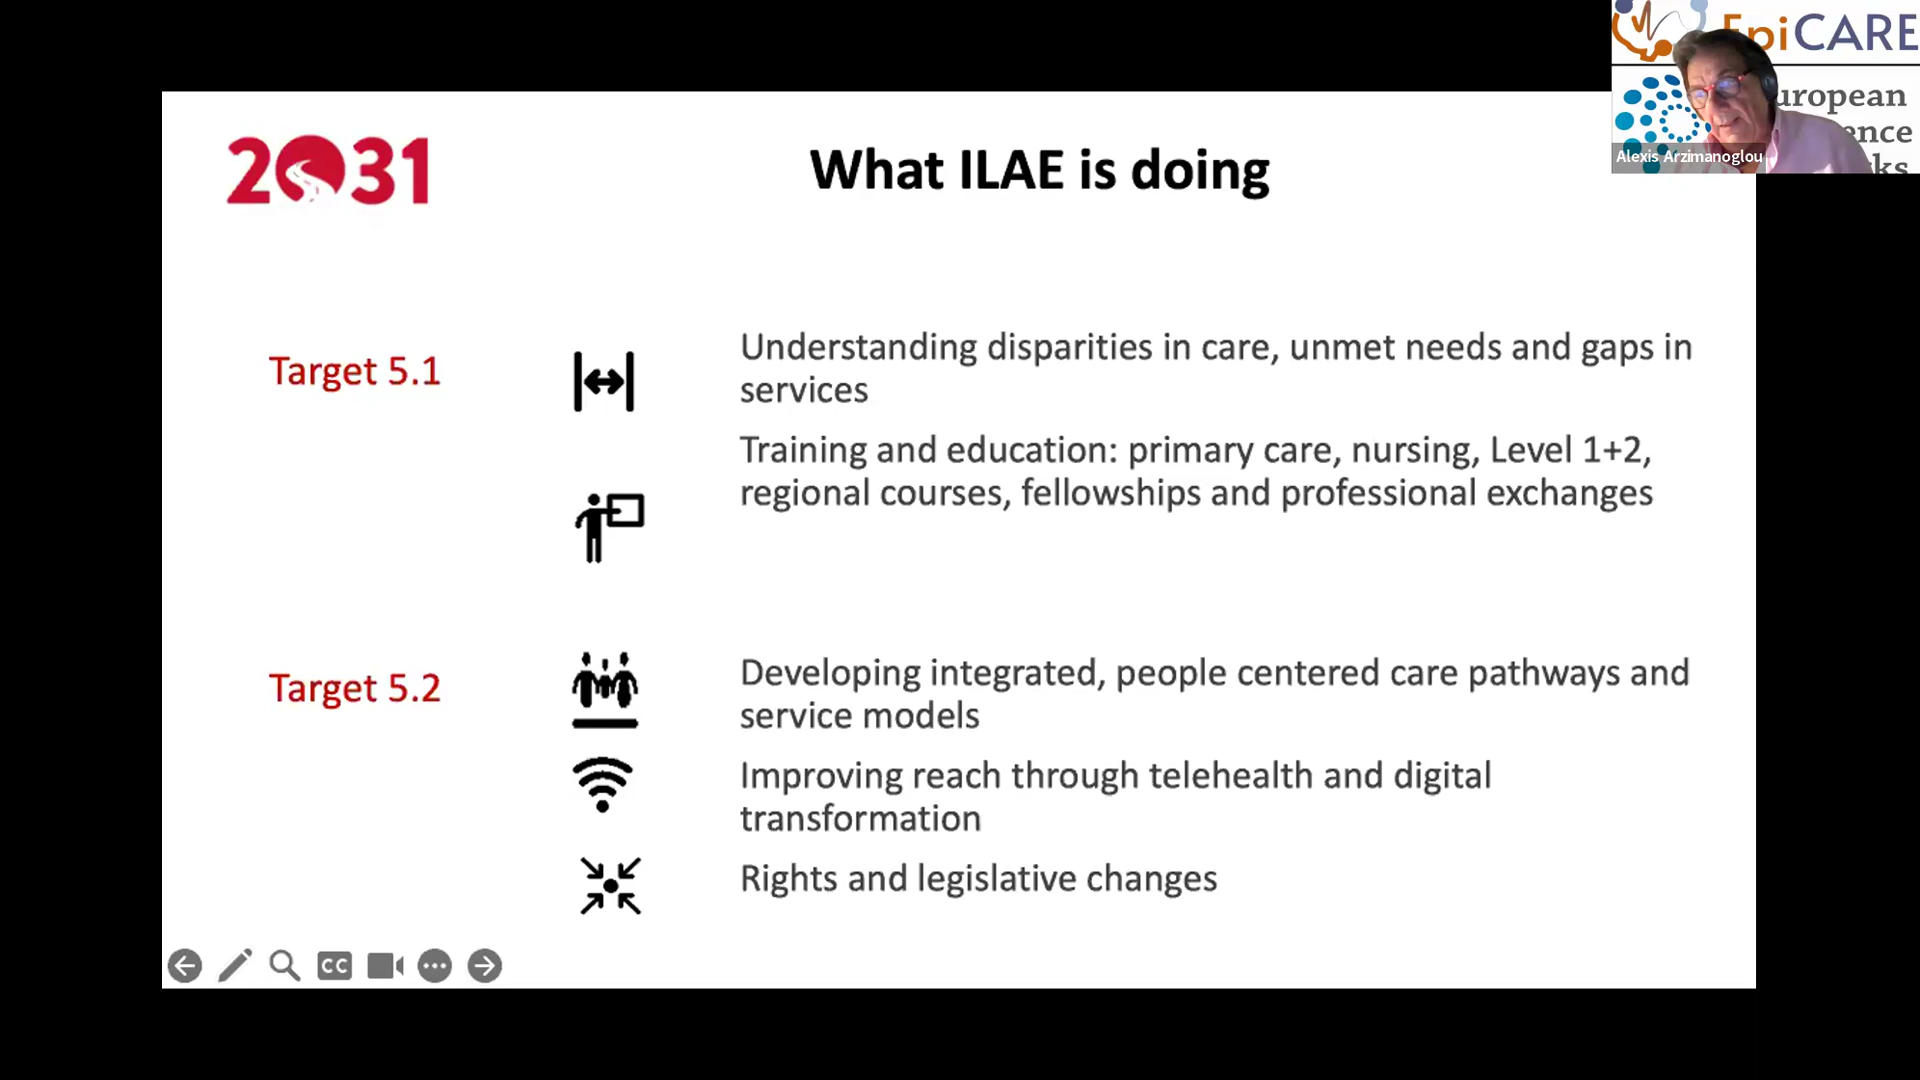 EpiCARE
uropean
ence
ks
Alexis Arzimanoglou
2031
What ILAE is doing
Target 5.1
Understanding disparities in care, unmet needs and gaps in
services
Training and education: primary care, nursing, Level 1+2,
regional courses, fellowships and professional exchanges
Target 5.2
Developing integrated, people centered care pathways and
service models
Improving reach through telehealth and digital
transformation
Rights and legislative changes
CC